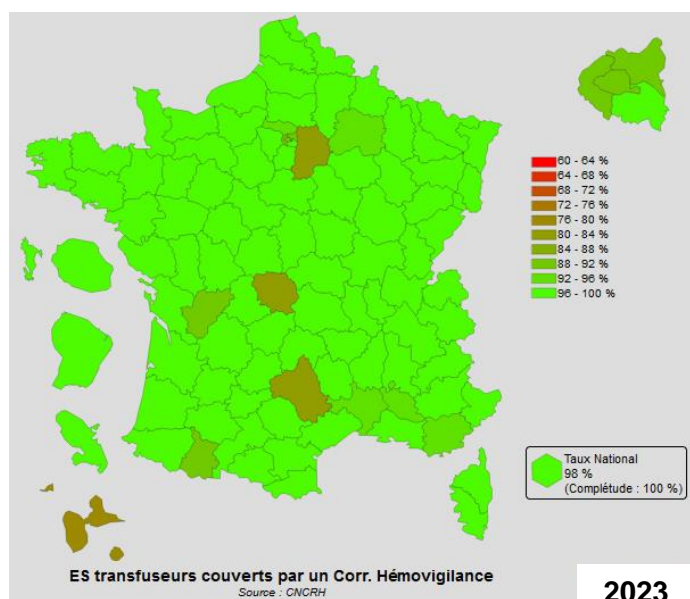 60 - 64 %
64 - 68 %
68 - 72 %
72 - 76 %
76 - 80 %
80 - 84 %
84 - 88 %
88 - 92 %
92 - 96 %
96 - 100 %
Taux National
98 %
(Complétude : 100 %)
ES transfuseurs couverts par un Corr. Hémovigilance
Source : CNCRH
2023